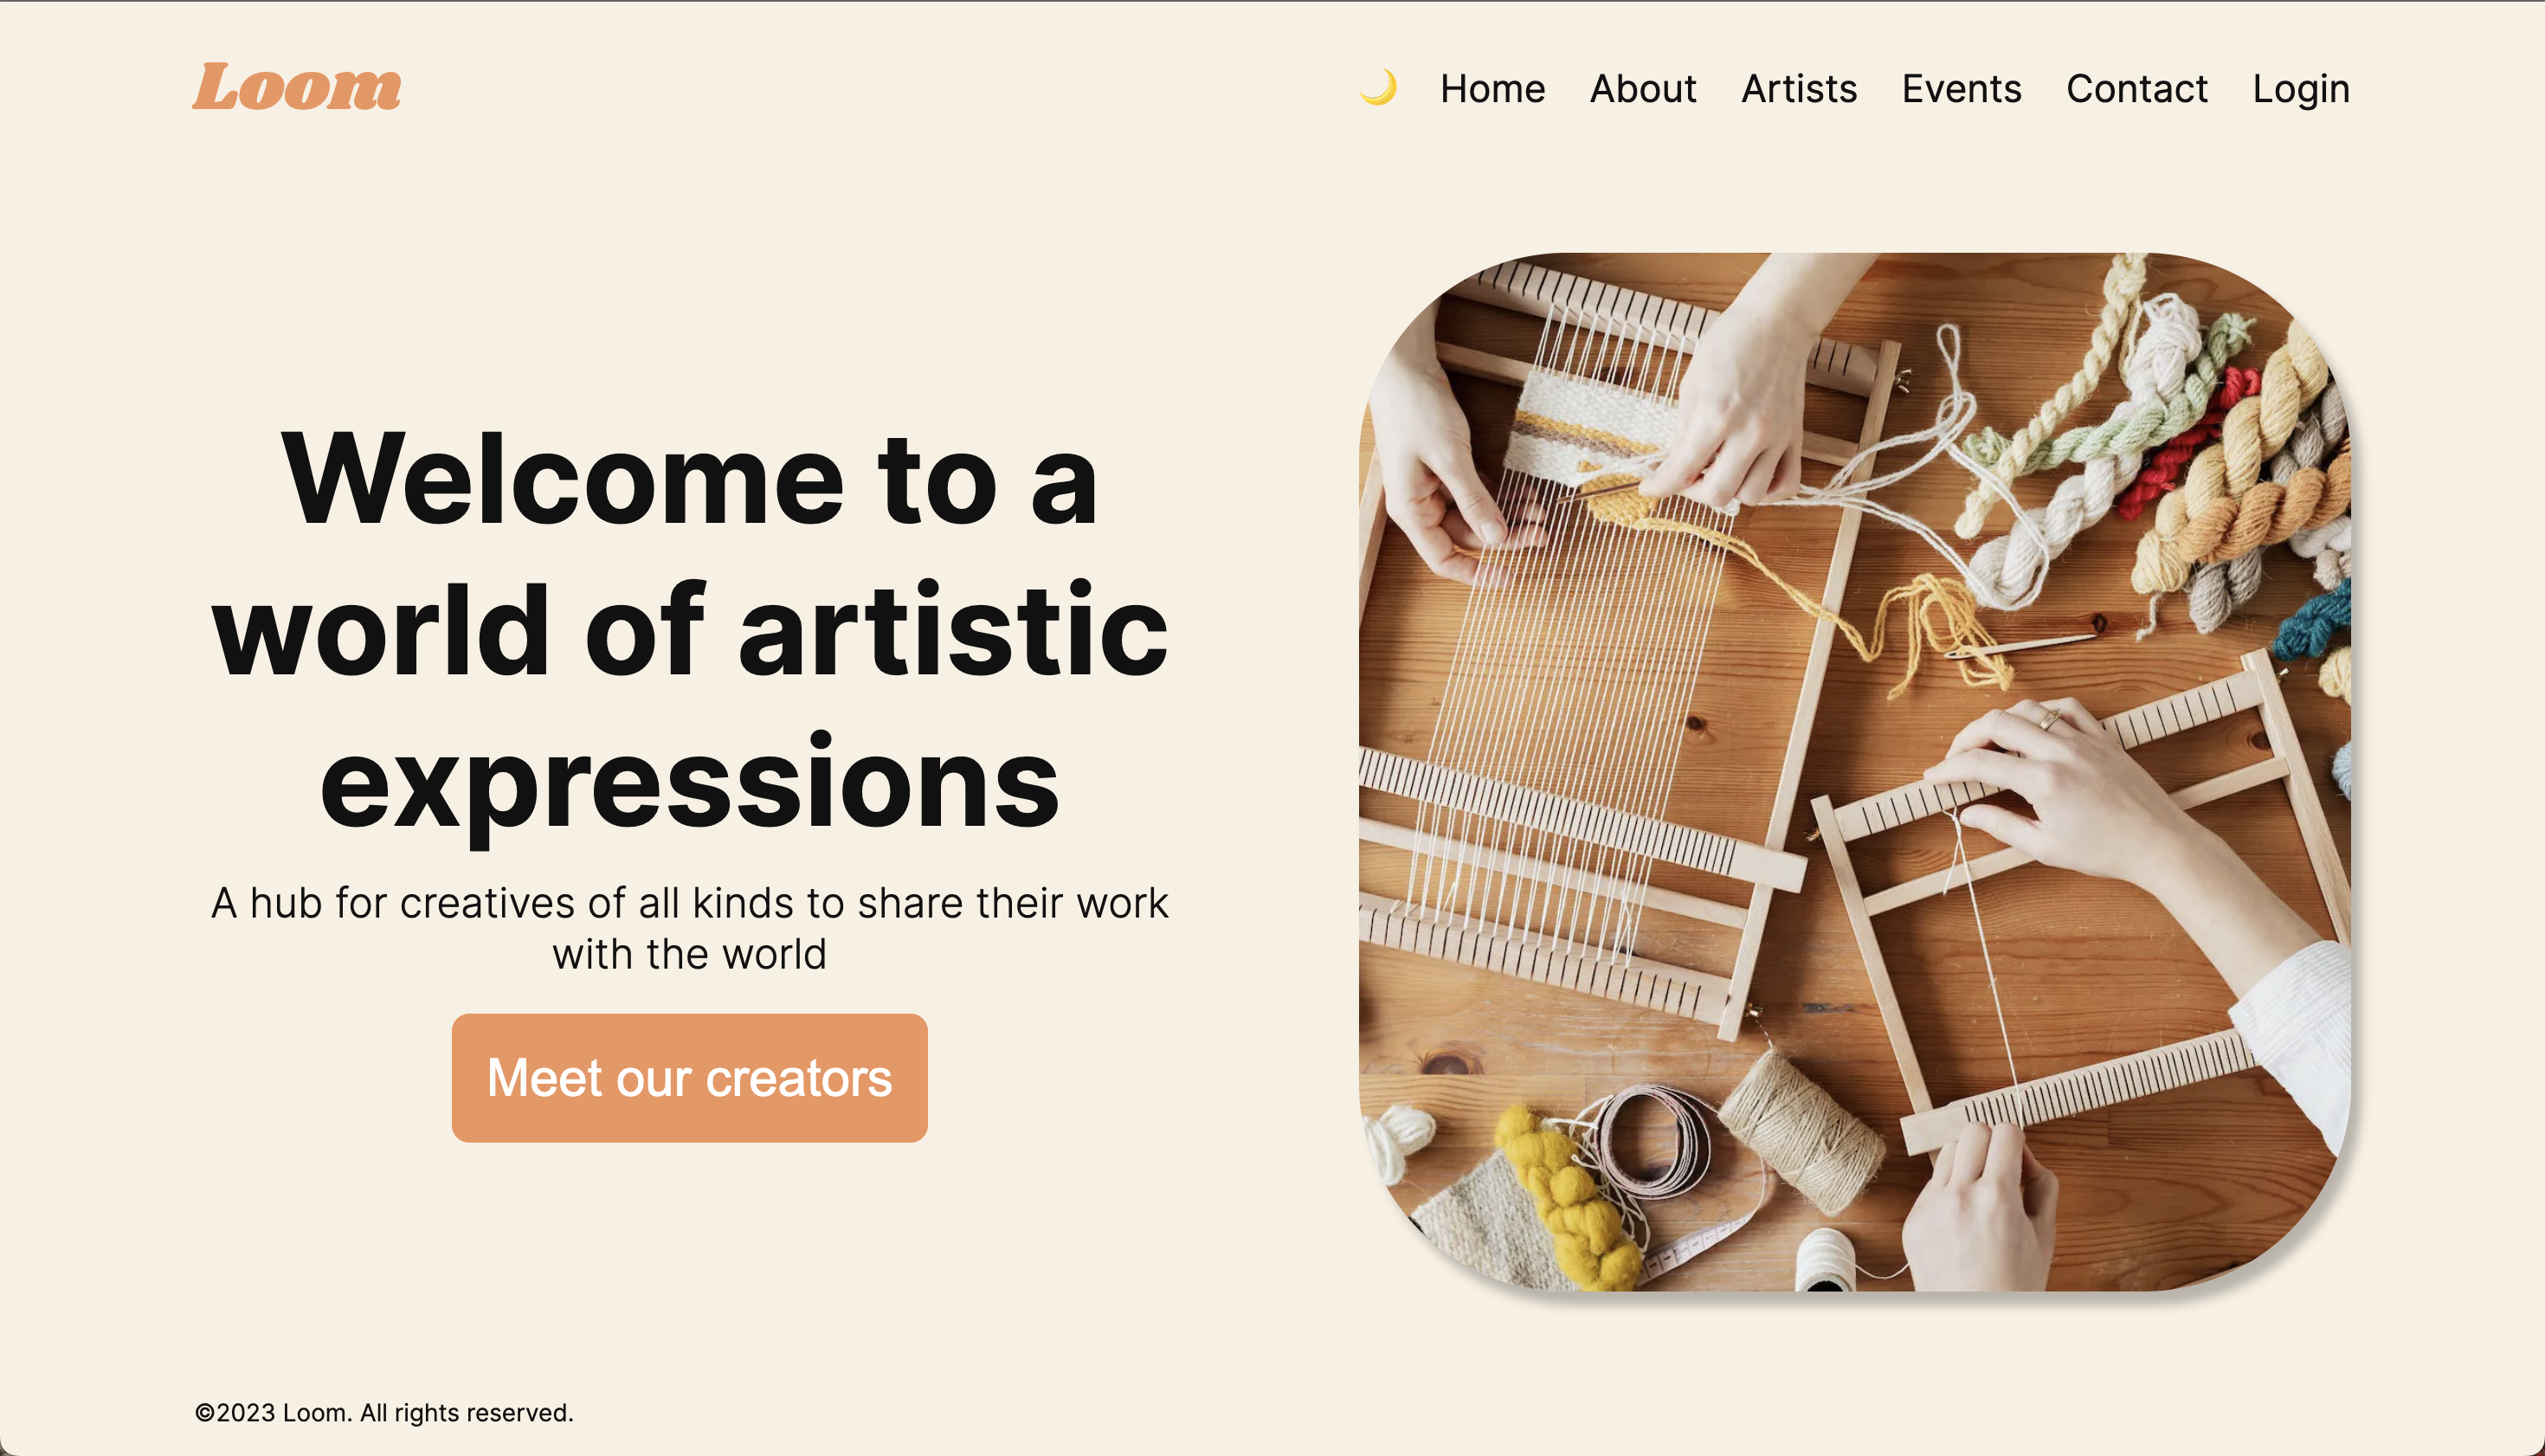 Loom
🌙 Home About Artists Events Contact Login
Welcome to a
world of artistic
expressions
A hub for creatives of all kinds to share their work
with the world
Meet our creators
©2023 Loom. All rights reserved.